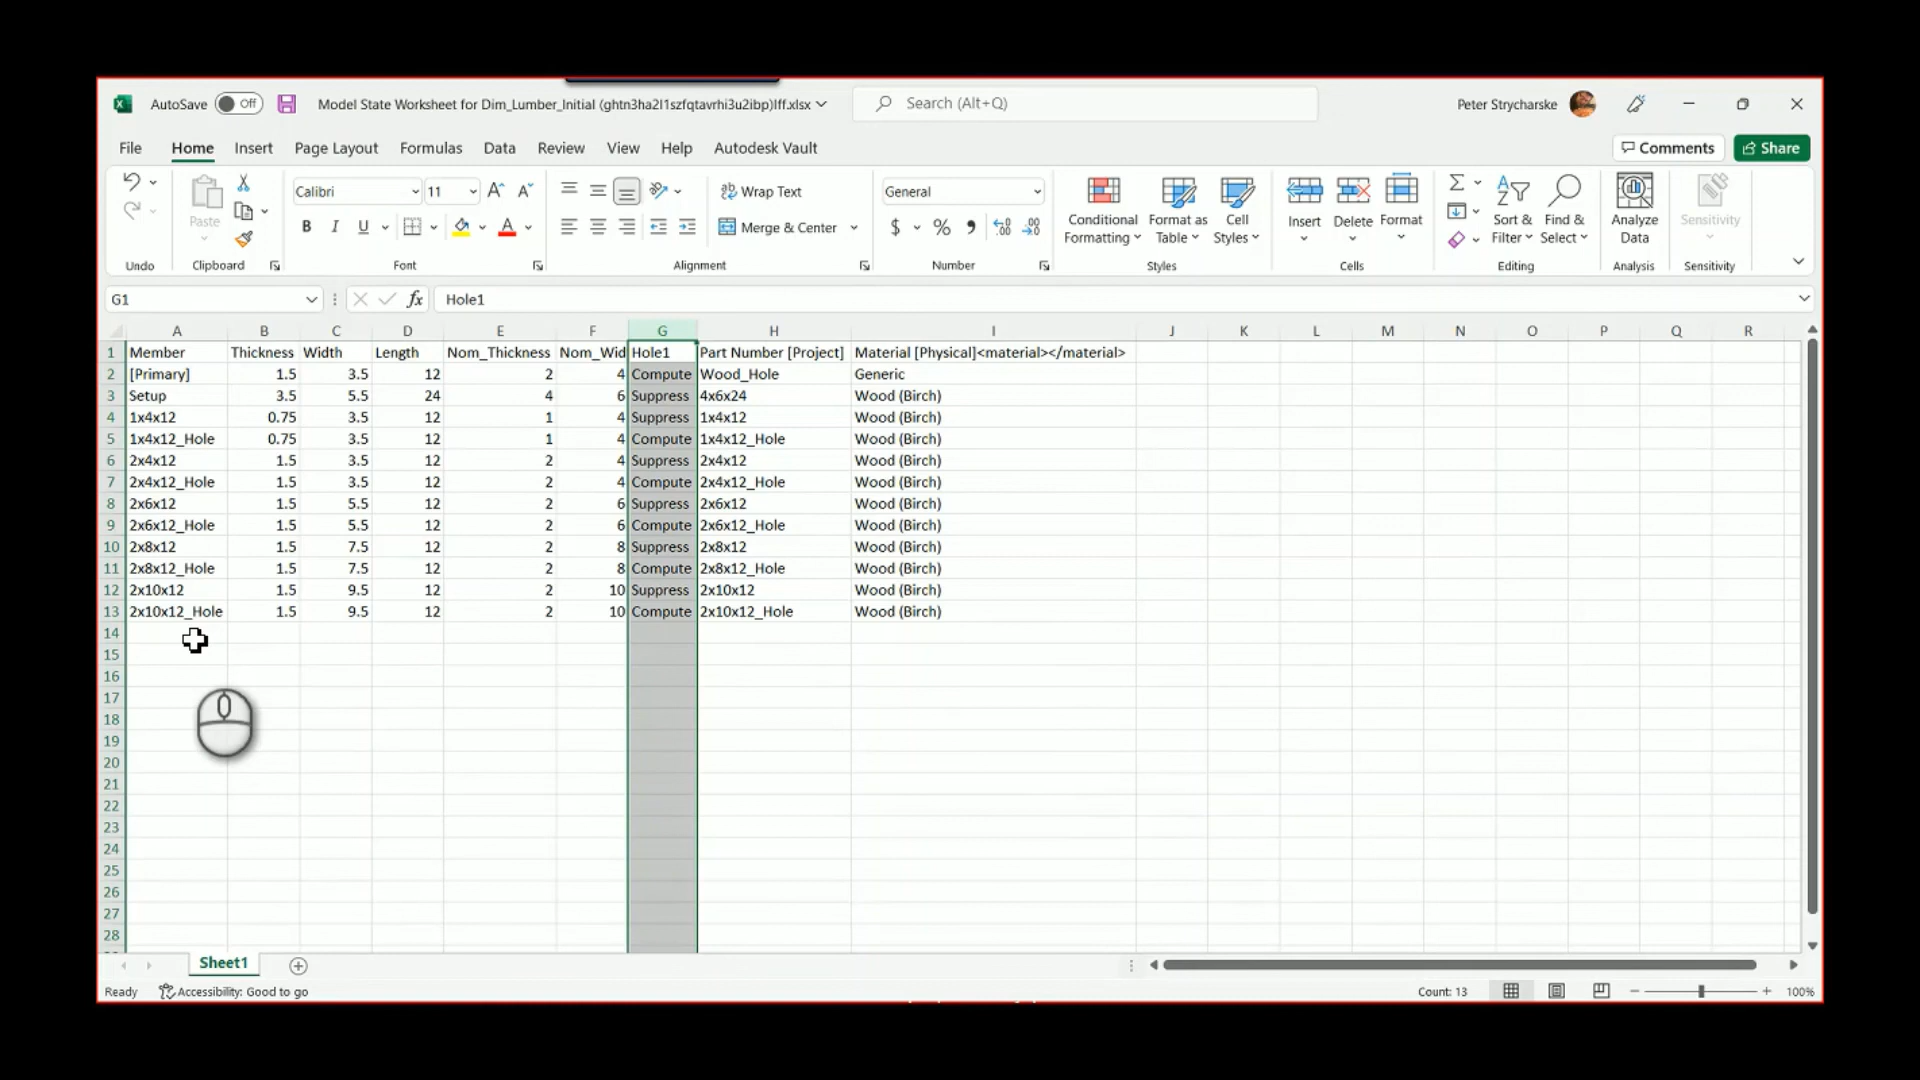 AutoSave Off Model State Worksheet for Dim_Lumber_Initial (ghtn3ha2l1szfqtavrhi3u2ibp)Iff.xlsx Search (Alt+Q) Peter Strycharske
File Home Insert Page Layout Formulas Data Review View Help Autodesk Vault Comments Share
Paste Calibri 11 Wrap Text General Conditional Formatting Format as Table Cell Styles Insert Delete Format Sort & Filter Find & Select Analyze Data Sensitivity
B I U Merge & Center $ %
Undo Clipboard Font Alignment Number Styles Cells Editing Analysis Sensitivity
G1 fx Hole1
A B C D E F G H I J K L M N O P Q R
1 Member Thickness Width Length Nom_Thickness Nom_Wid Hole1 Part Number [Project] Material [Physical]<material></material>
2 [Primary] 1.5 3.5 12 2 4 Compute Wood_Hole Generic
3 Setup 3.5 5.5 24 4 6 Suppress 4x6x24 Wood (Birch)
4 1x4x12 0.75 3.5 12 1 4 Suppress 1x4x12 Wood (Birch)
5 1x4x12_Hole 0.75 3.5 12 1 4 Compute 1x4x12_Hole Wood (Birch)
6 2x4x12 1.5 3.5 12 2 4 Suppress 2x4x12 Wood (Birch)
7 2x4x12_Hole 1.5 3.5 12 2 4 Compute 2x4x12_Hole Wood (Birch)
8 2x6x12 1.5 5.5 12 2 6 Suppress 2x6x12 Wood (Birch)
9 2x6x12_Hole 1.5 5.5 12 2 6 Compute 2x6x12_Hole Wood (Birch)
10 2x8x12 1.5 7.5 12 2 8 Suppress 2x8x12 Wood (Birch)
11 2x8x12_Hole 1.5 7.5 12 2 8 Compute 2x8x12_Hole Wood (Birch)
12 2x10x12 1.5 9.5 12 2 10 Suppress 2x10x12 Wood (Birch)
13 2x10x12_Hole 1.5 9.5 12 2 10 Compute 2x10x12_Hole Wood (Birch)
14
15
16
17
18
19
20
21
22
23
24
25
26
27
28
Sheet1
Ready Accessibility: Good to go Count: 13 100%